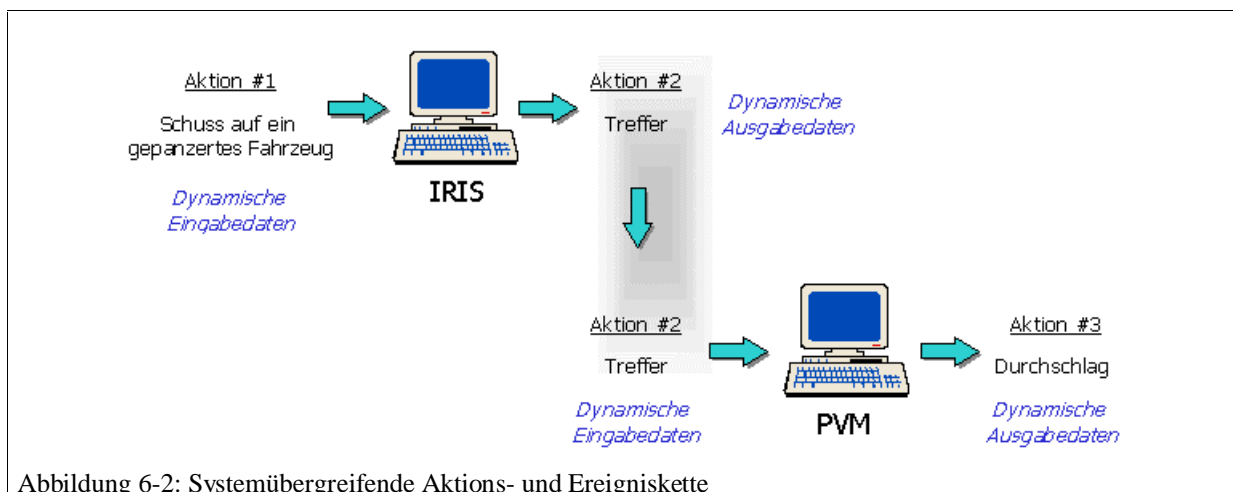 Aktion #1
Schuss auf ein
gepanzertes Fahrzeug
Dynamische
Eingabedaten
IRIS
Aktion #2
Treffer
Dynamische
Ausgabedaten
Aktion #2
Treffer
Dynamische
Eingabedaten
PVM
Aktion #3
Durchschlag
Dynamische
Ausgabedaten
Abbildung 6-2: Systemübergreifende Aktions- und Ereigniskette